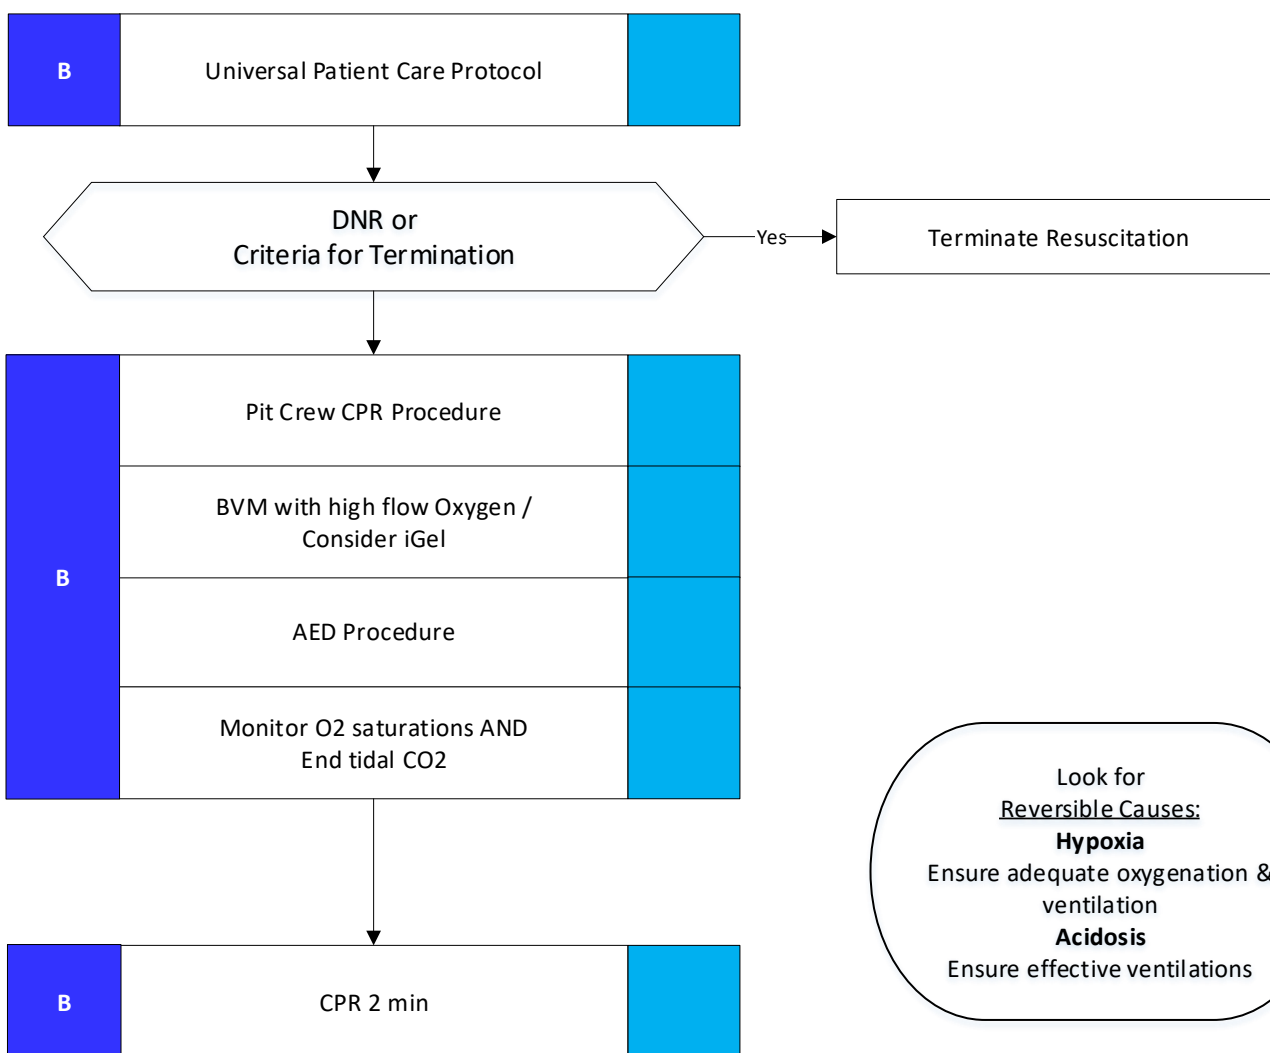 B
Universal Patient Care Protocol
DNR or
Criteria for Termination
Yes
Terminate Resuscitation
B
Pit Crew CPR Procedure
BVM with high flow Oxygen /
Consider iGel
AED Procedure
Monitor O2 saturations AND
End tidal CO2
Look for
Reversible Causes:
Hypoxia
Ensure adequate oxygenation &
ventilation
Acidosis
Ensure effective ventilations
B
CPR 2 min